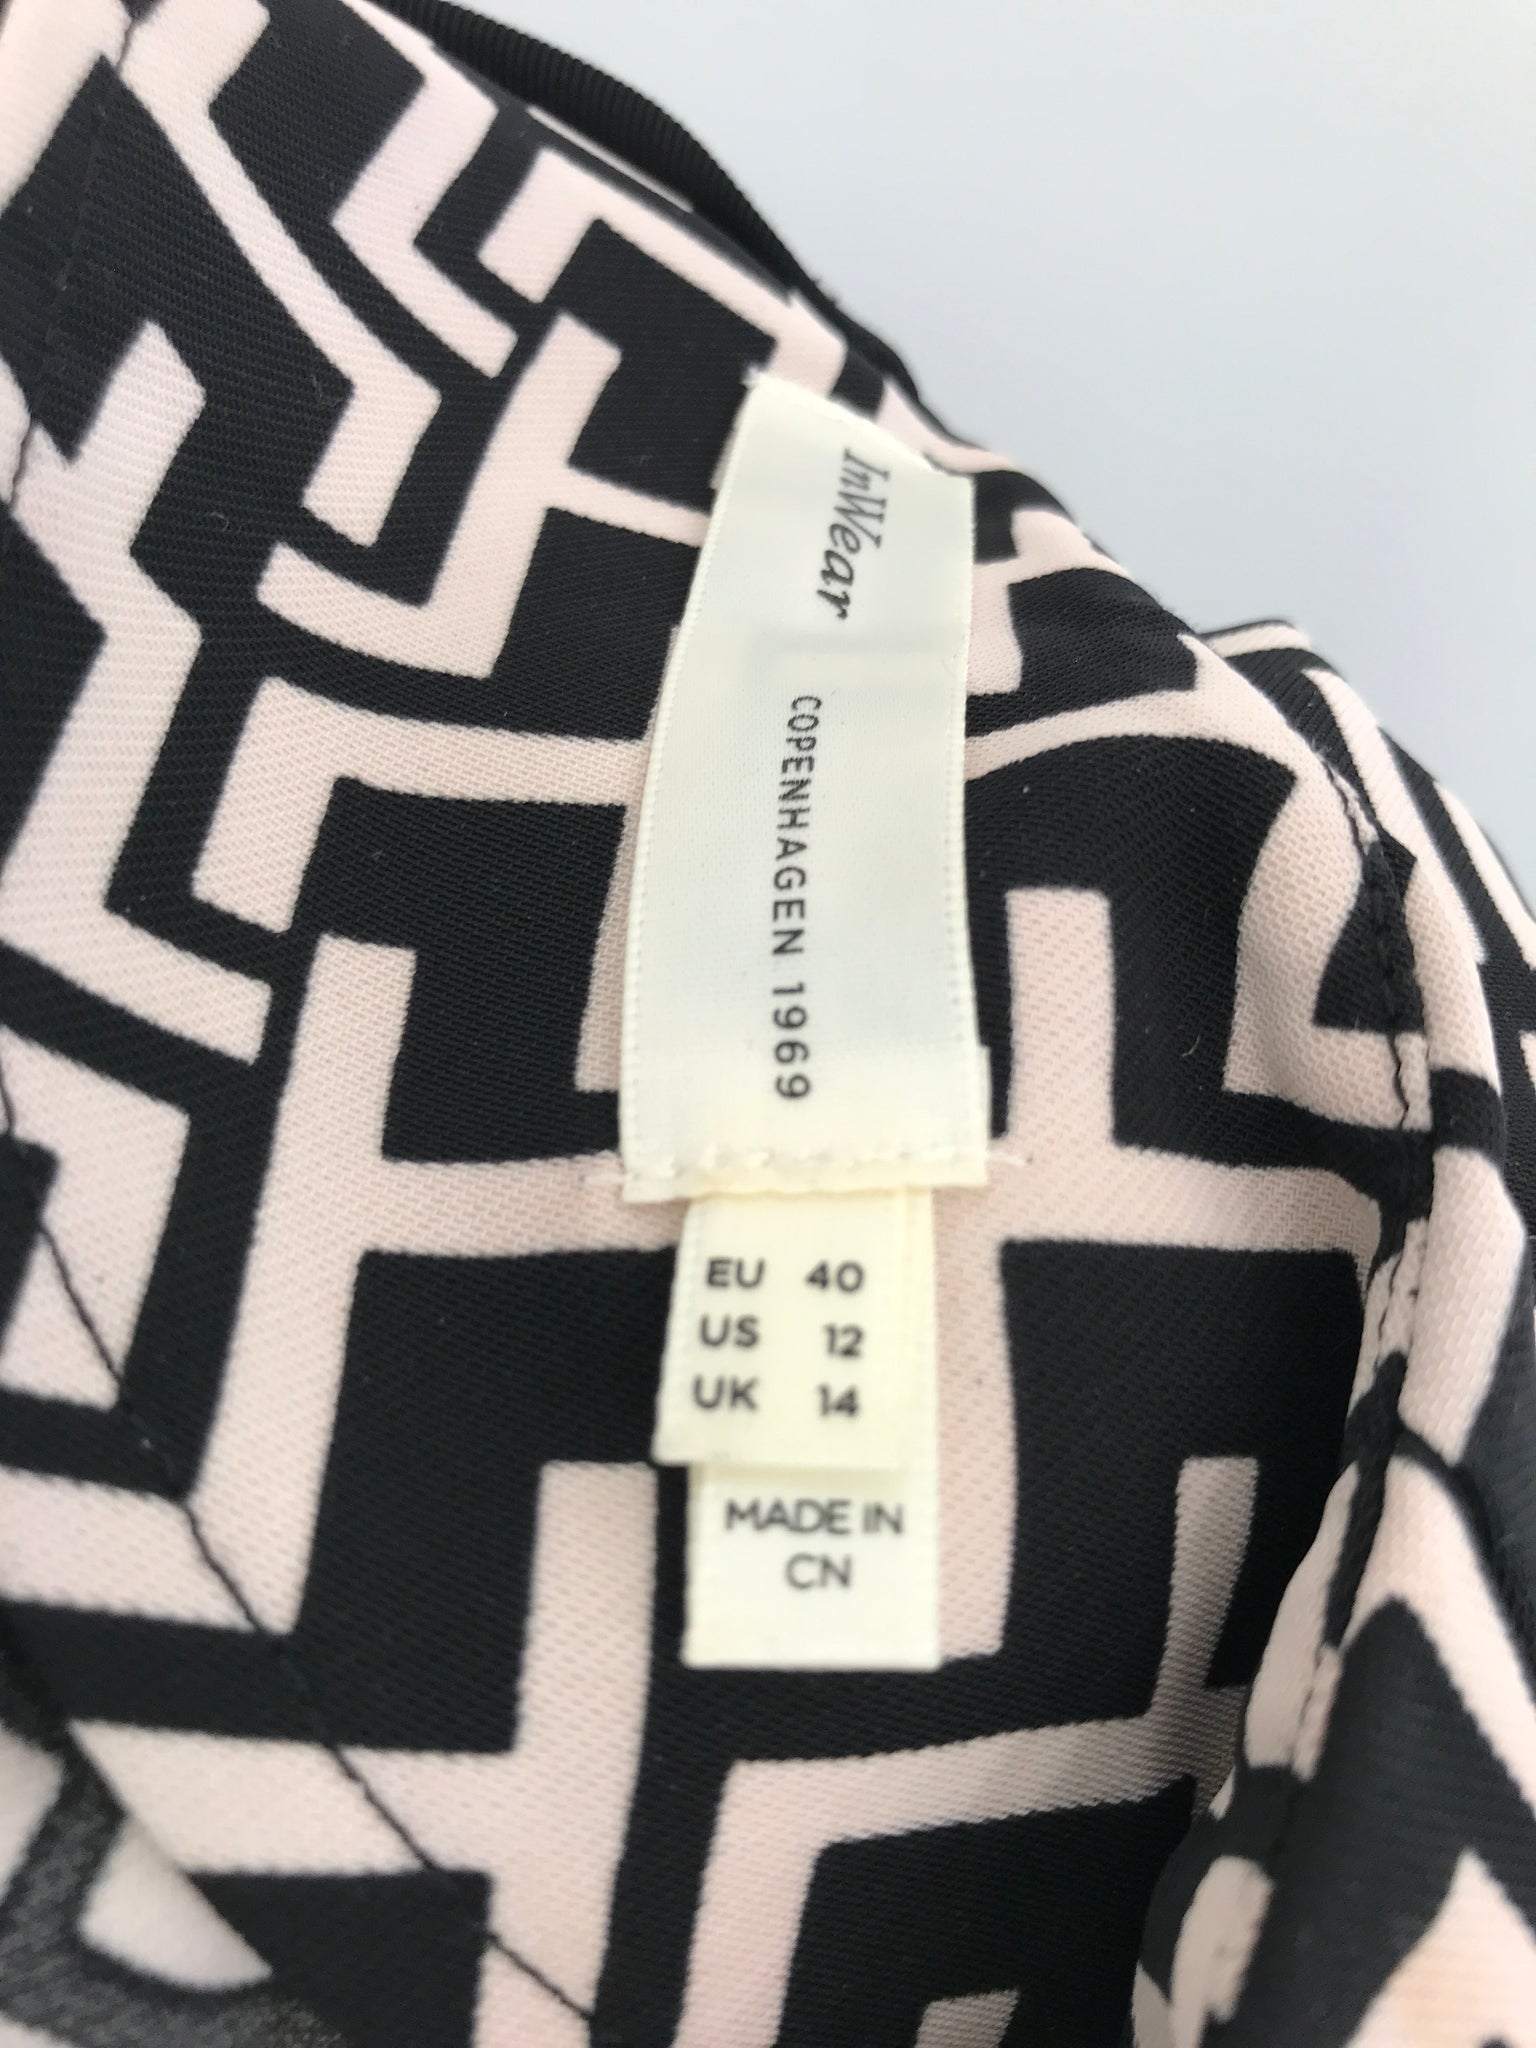 InWear
COPENHAGEN 1969
EU 40
US 12
UK 14
MADE IN
CN